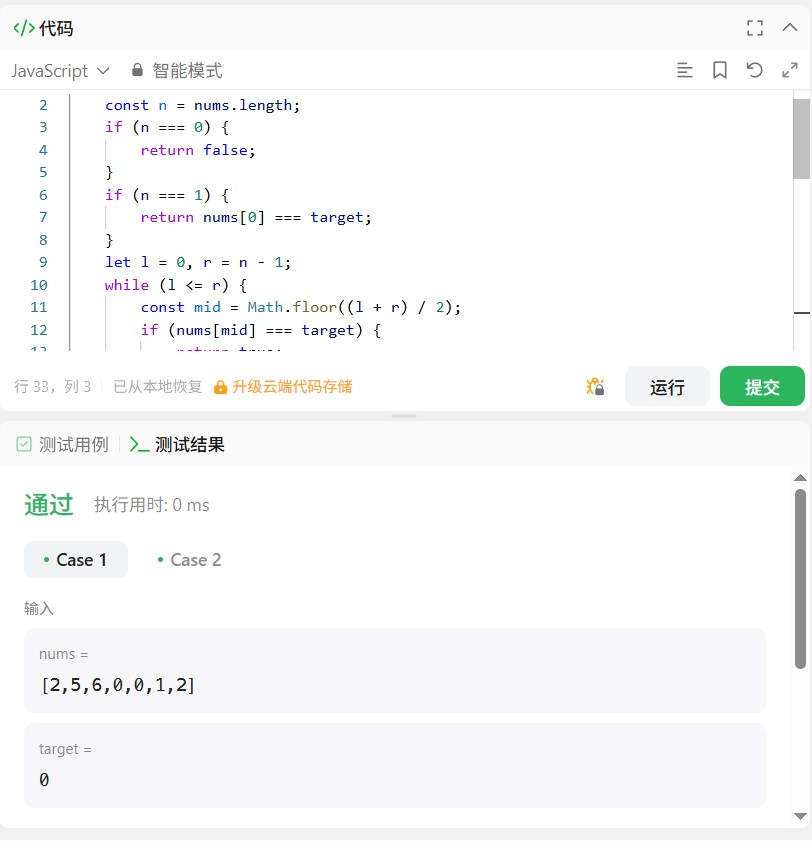 </> 代码
JavaScript 智能模式
2 const n = nums.length;
3 if (n === 0) {
4 return false;
5 }
6 if (n === 1) {
7 return nums[0] === target;
8 }
9 let l = 0, r = n - 1;
10 while (l <= r) {
11 const mid = Math.floor((l + r) / 2);
12 if (nums[mid] === target) {
13 return true;
行 33，列 3 已从本地恢复 升级云端代码存储 运行 提交
测试用例 测试结果
通过 执行用时: 0 ms
Case 1 Case 2
输入
nums =
[2,5,6,0,0,1,2]
target =
0